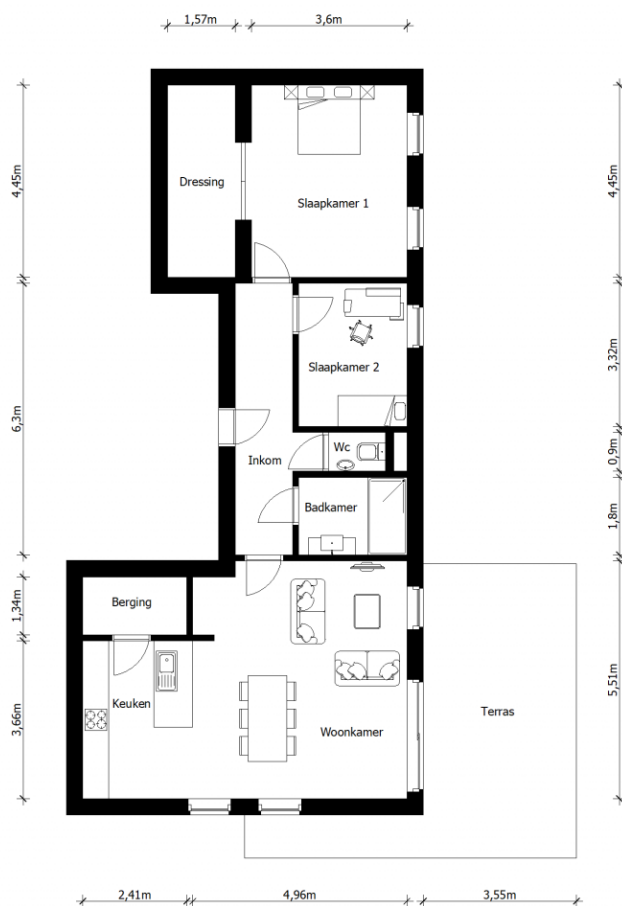 1,57m
3,6m
4,45m
4,45m
Dressing
Slaapkamer 1
6,3m
3,32m
Slaapkamer 2
0,9m
Wc
Inkom
1,8m
Badkamer
1,34m
Berging
5,51m
3,66m
Keuken
Woonkamer
Terras
2,41m
4,96m
3,55m